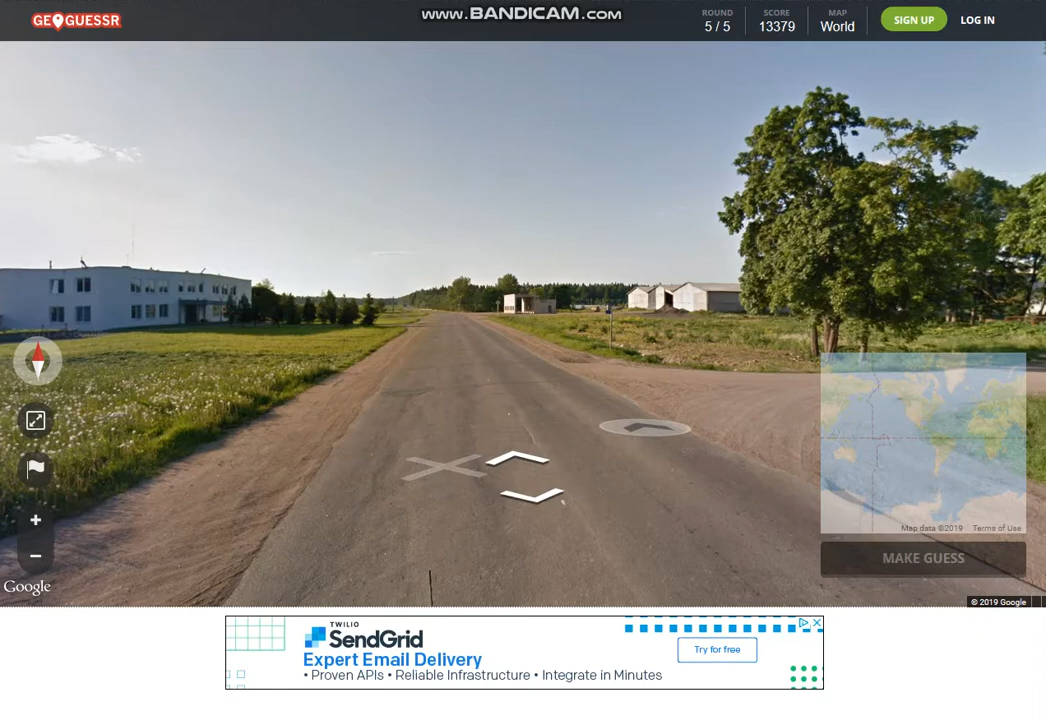 www.BANDICAM.com
GEOGUESSR
ROUND
5 / 5
SCORE
13379
MAP
World
SIGN UP
LOG IN
Map data ©2019 Terms of Use
MAKE GUESS
+
−
Google
© 2019 Google
TWILIO
SendGrid
Expert Email Delivery
• Proven APIs • Reliable Infrastructure • Integrate in Minutes
Try for free